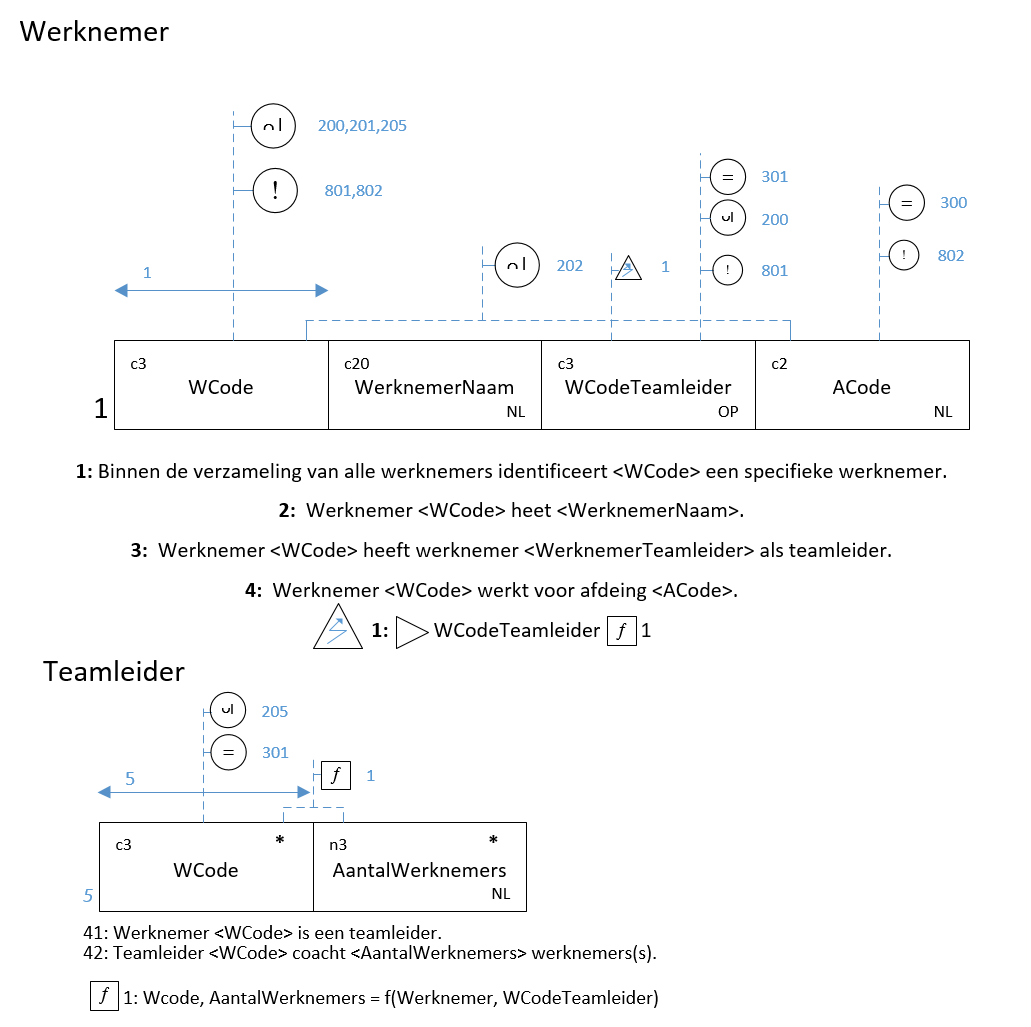 Werknemer
200,201,205
! 801,802
= 301
200
! 801
= 300
! 802
1
202
1
c3 c20 c3 c2
WCode WerknemerNaam WCodeTeamleider ACode
NL OP NL
1
1: Binnen de verzameling van alle werknemers identificeert <WCode> een specifieke werknemer.
2: Werknemer <WCode> heet <WerknemerNaam>.
3: Werknemer <WCode> heeft werknemer <WerknemerTeamleider> als teamleider.
4: Werknemer <WCode> werkt voor afdeing <ACode>.
1: WCodeTeamleider f 1
Teamleider
205
= 301
5
f 1
c3 * n3 *
WCode AantalWerknemers
NL
5
41: Werknemer <WCode> is een teamleider.
42: Teamleider <WCode> coacht <AantalWerknemers> werknemers(s).
f 1: Wcode, AantalWerknemers = f(Werknemer, WCodeTeamleider)